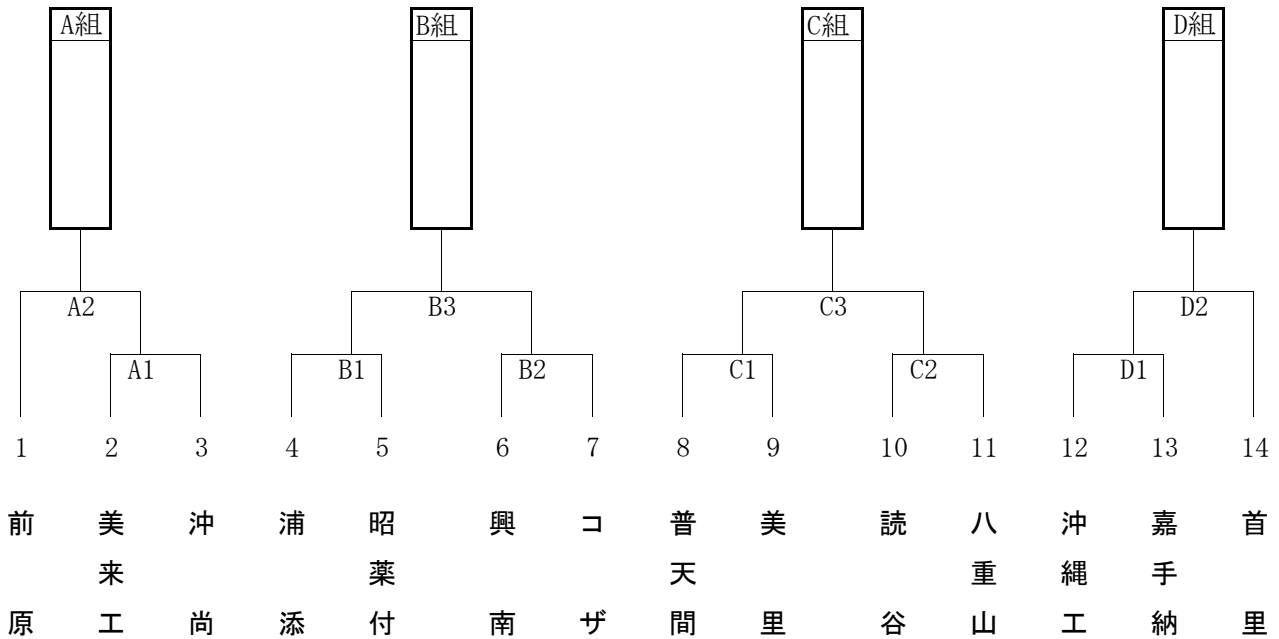 A組 B組 C組 D組
A2 B3 C3 D2
A1 B1 B2 C1 C2 D1
1 2 3 4 5 6 7 8 9 10 11 12 13 14
前原
美来工
沖尚
浦添
昭薬付
興南
コザ
普天間
美里
読谷
八重山
沖縄工
嘉手納
首里